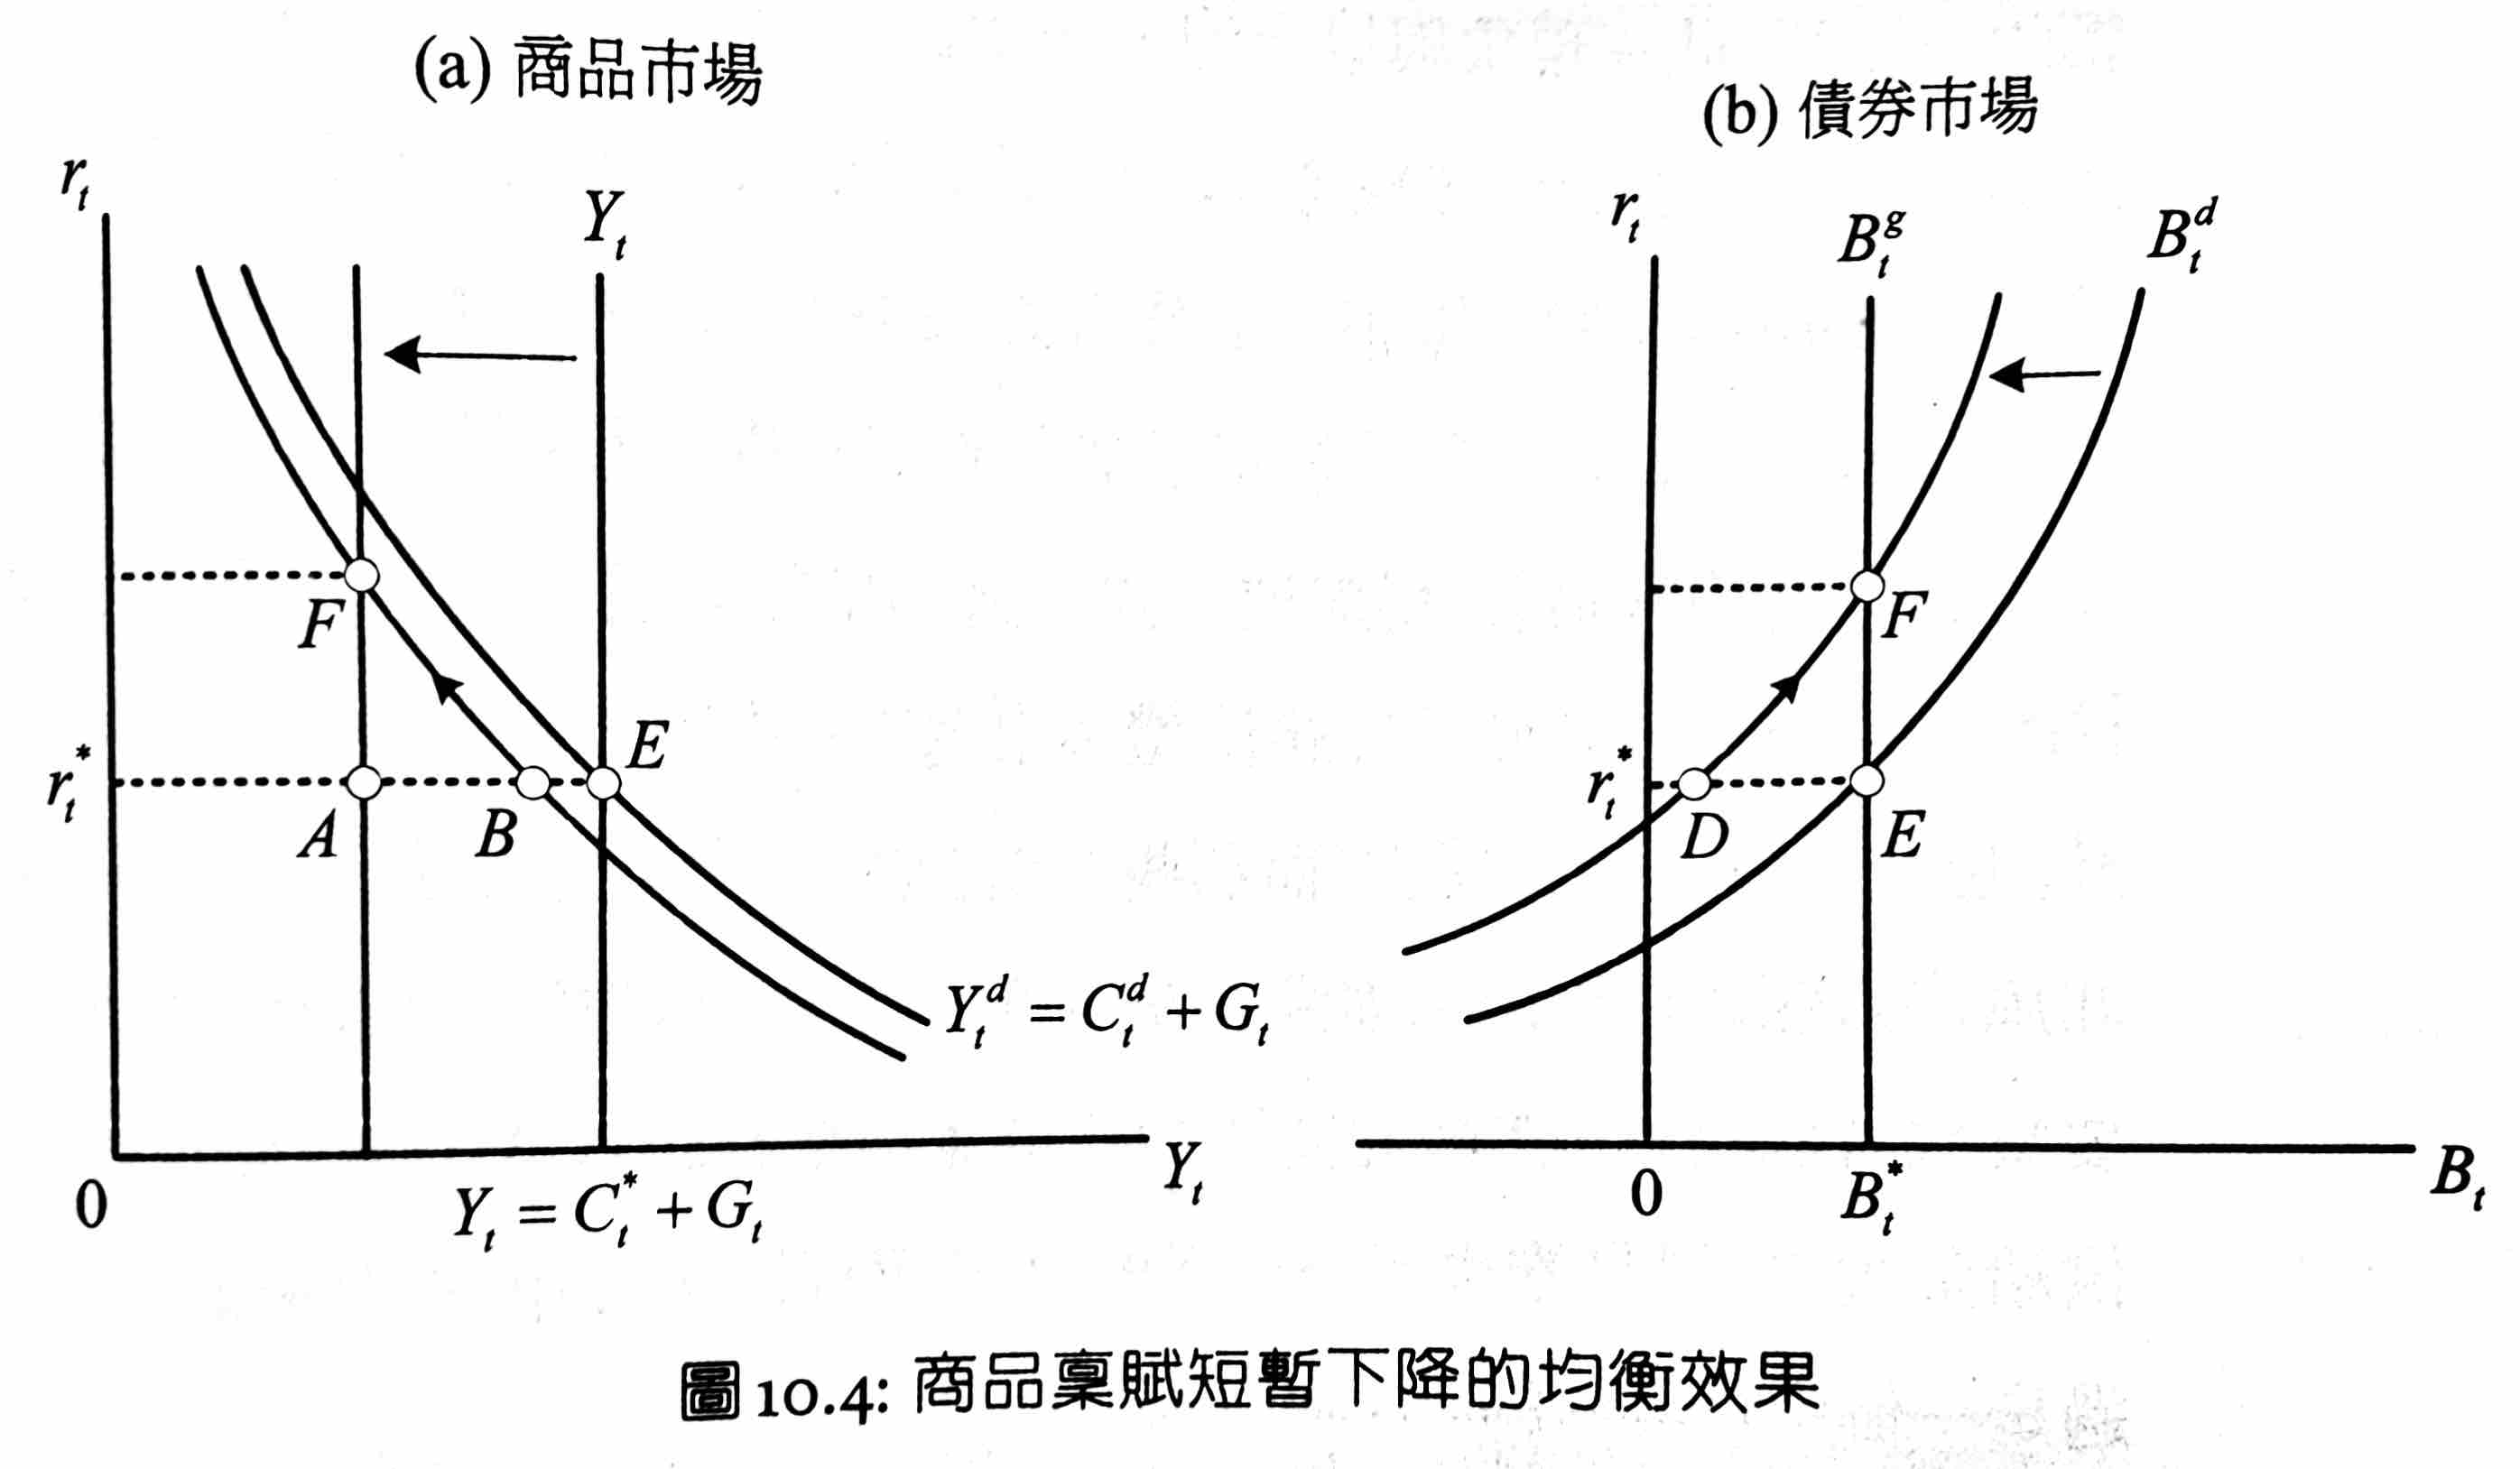 (a) 商品市場
(b) 債券市場
r_t
Y_t
r_t
B_t^g
B_t^d
F
F
E
r_t^*
r_t^*
A
B
D
E
Y_t^d = C_t^d + G_t
Y_t
0
Y_t = C_t^* + G_t
0
B_t^*
B_t
圖10.4: 商品稟賦短暫下降的均衡效果